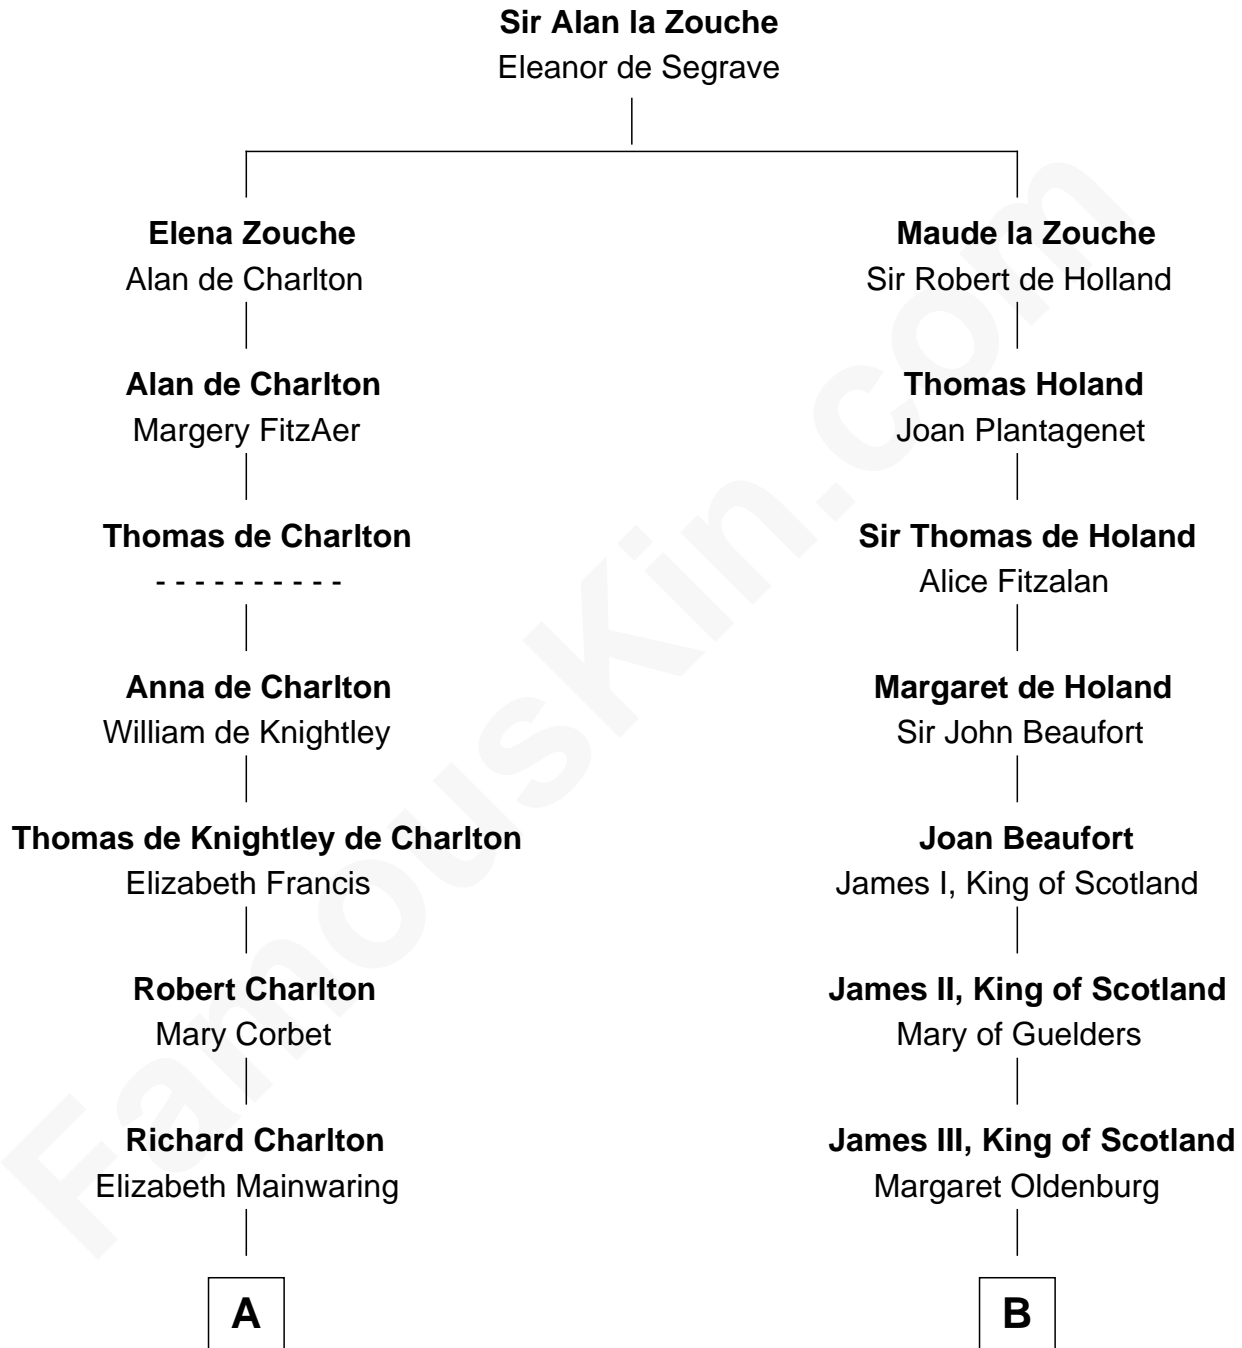 Sir Alan la Zouche
Eleanor de Segrave
Elena Zouche
Alan de Charlton
Maude la Zouche
Sir Robert de Holland
Alan de Charlton
Margery FitzAer
Thomas Holand
Joan Plantagenet
Thomas de Charlton
- - - - - - - - - -
Sir Thomas de Holand
Alice Fitzalan
Anna de Charlton
William de Knightley
Margaret de Holand
Sir John Beaufort
Thomas de Knightley de Charlton
Elizabeth Francis
Joan Beaufort
James I, King of Scotland
Robert Charlton
Mary Corbet
James II, King of Scotland
Mary of Guelders
Richard Charlton
Elizabeth Mainwaring
James III, King of Scotland
Margaret Oldenburg
A
B
FamousKin.com